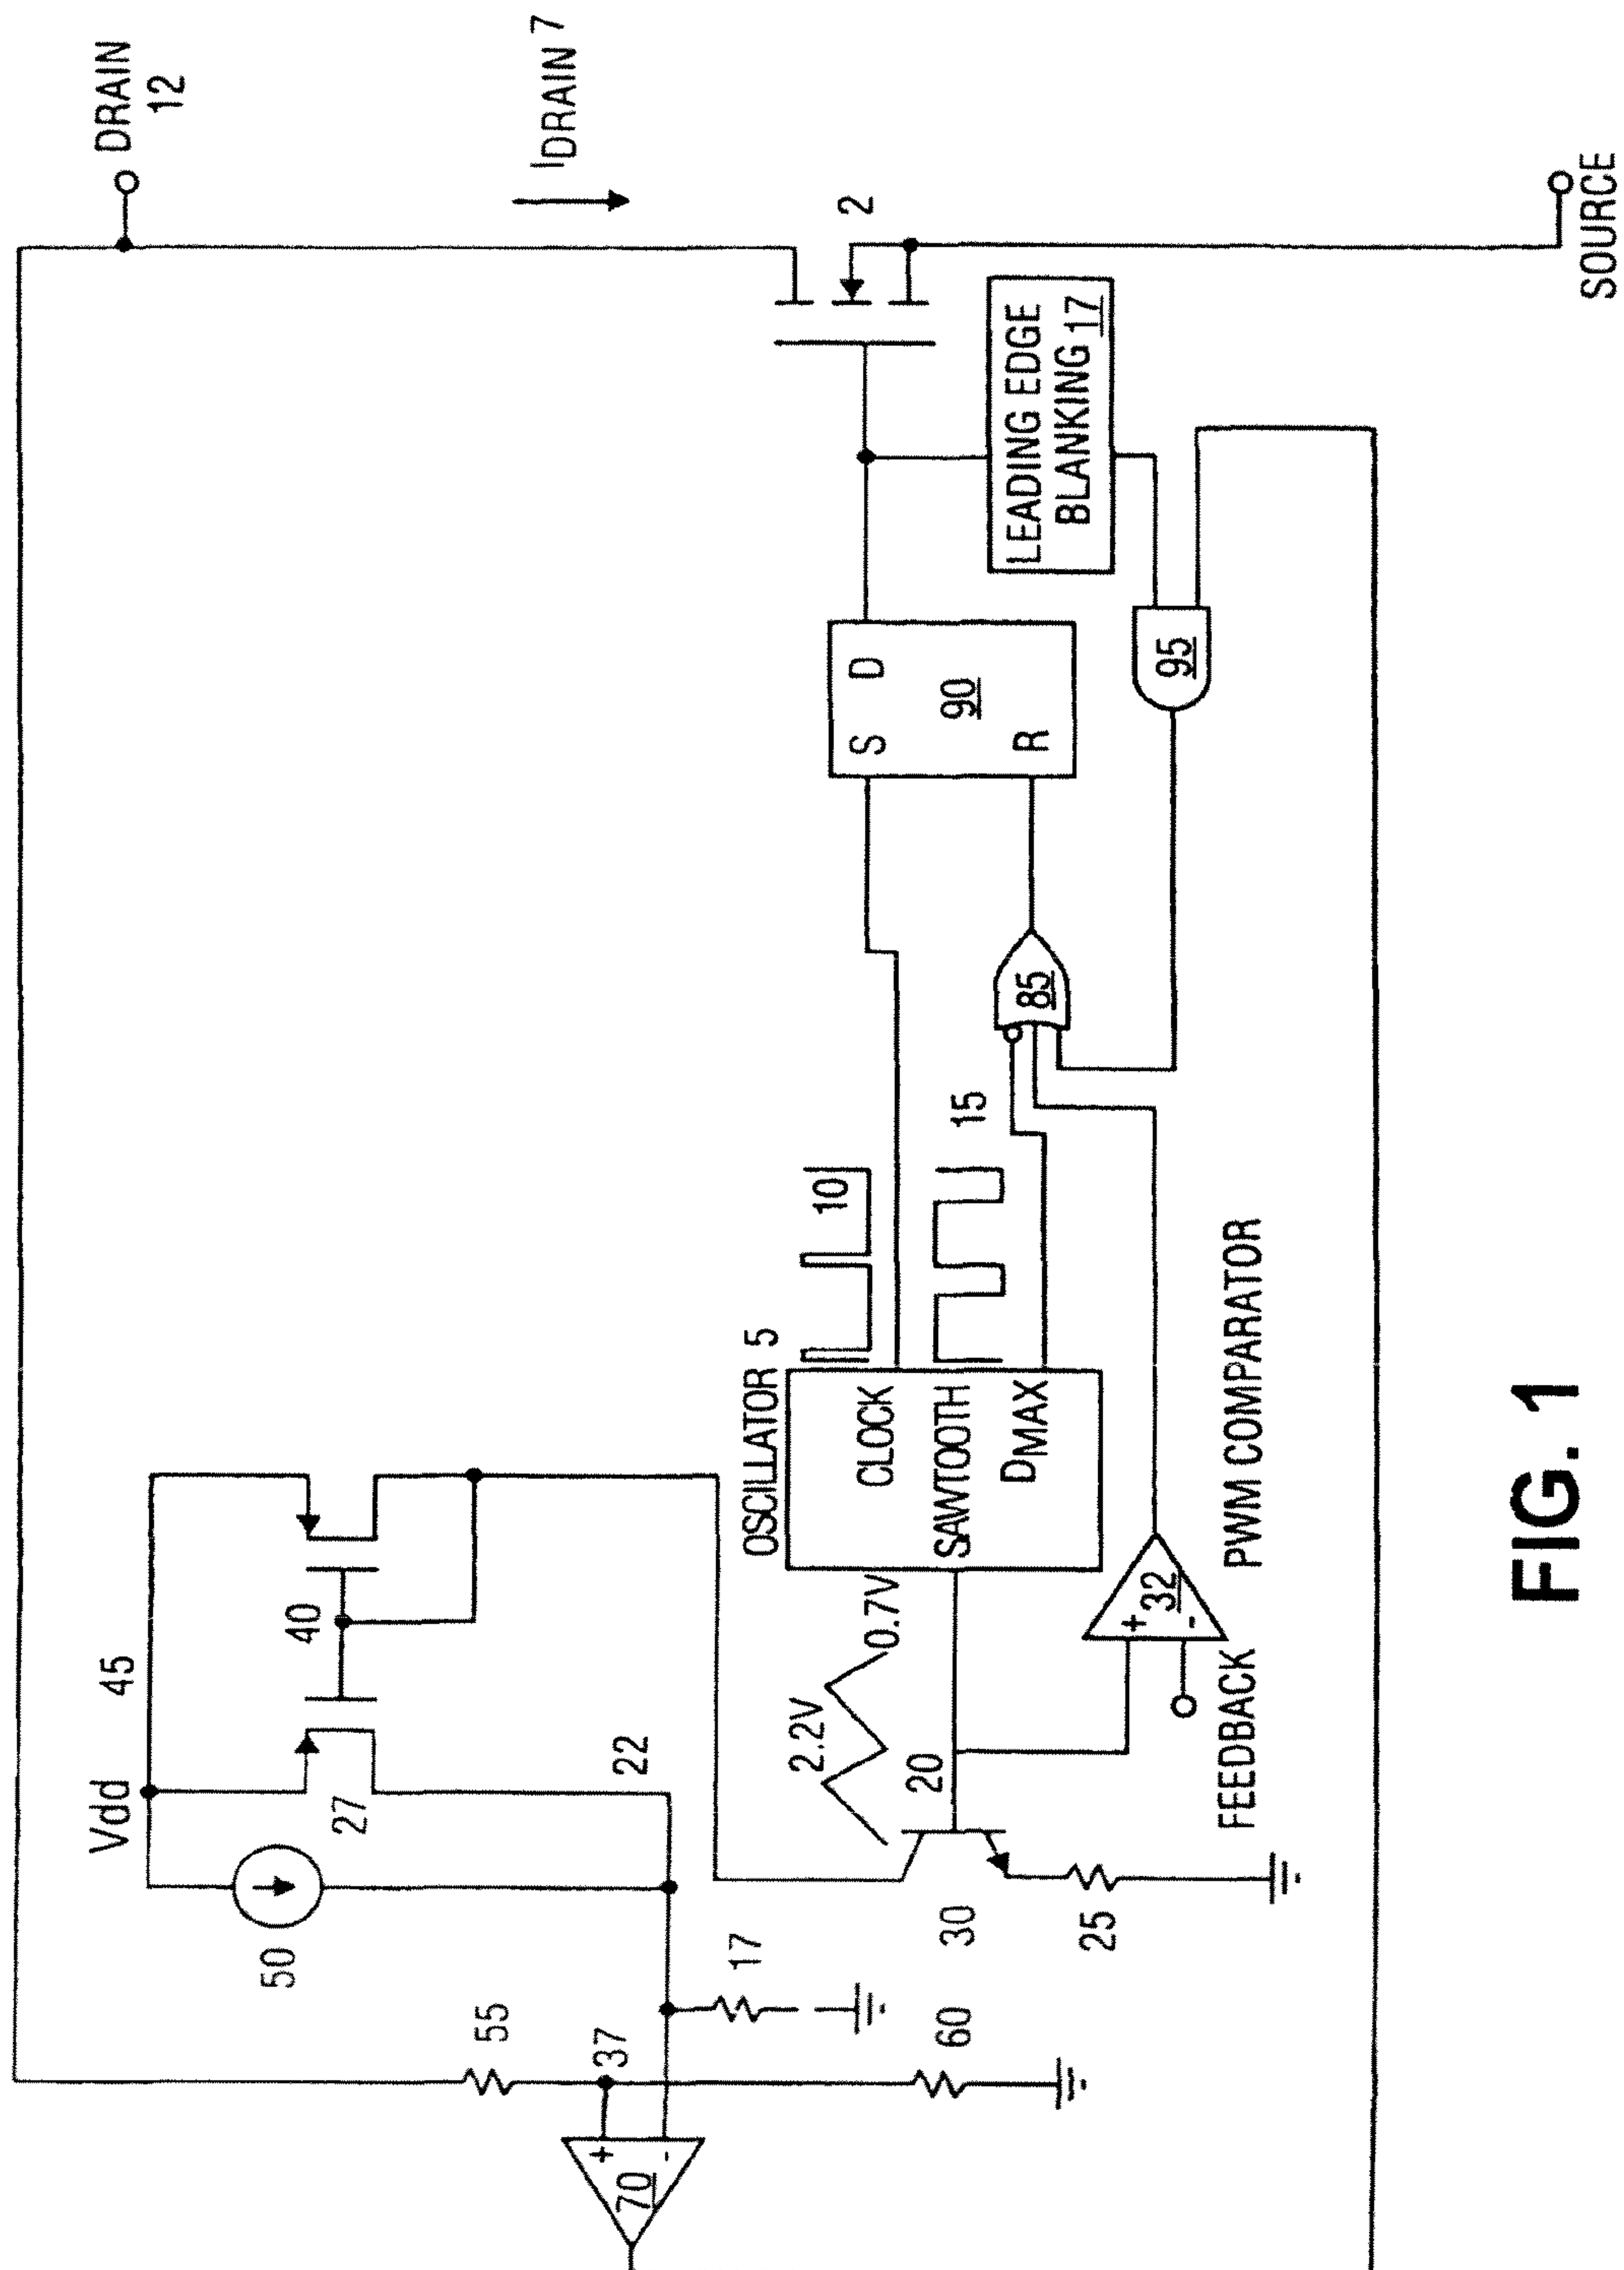 DRAIN
12
IDRAIN 7
2
SOURCE
LEADING EDGE
BLANKING 17
S D
90
R
95
85
10
15
OSCILLATOR 5
CLOCK
SAWTOOTH
DMAX
0.7V
2.2V
20
+
32
-
PWM COMPARATOR
FEEDBACK
30
25
Vdd 45
40
27
22
50
17
55
37
60
+
70
-
FIG. 1